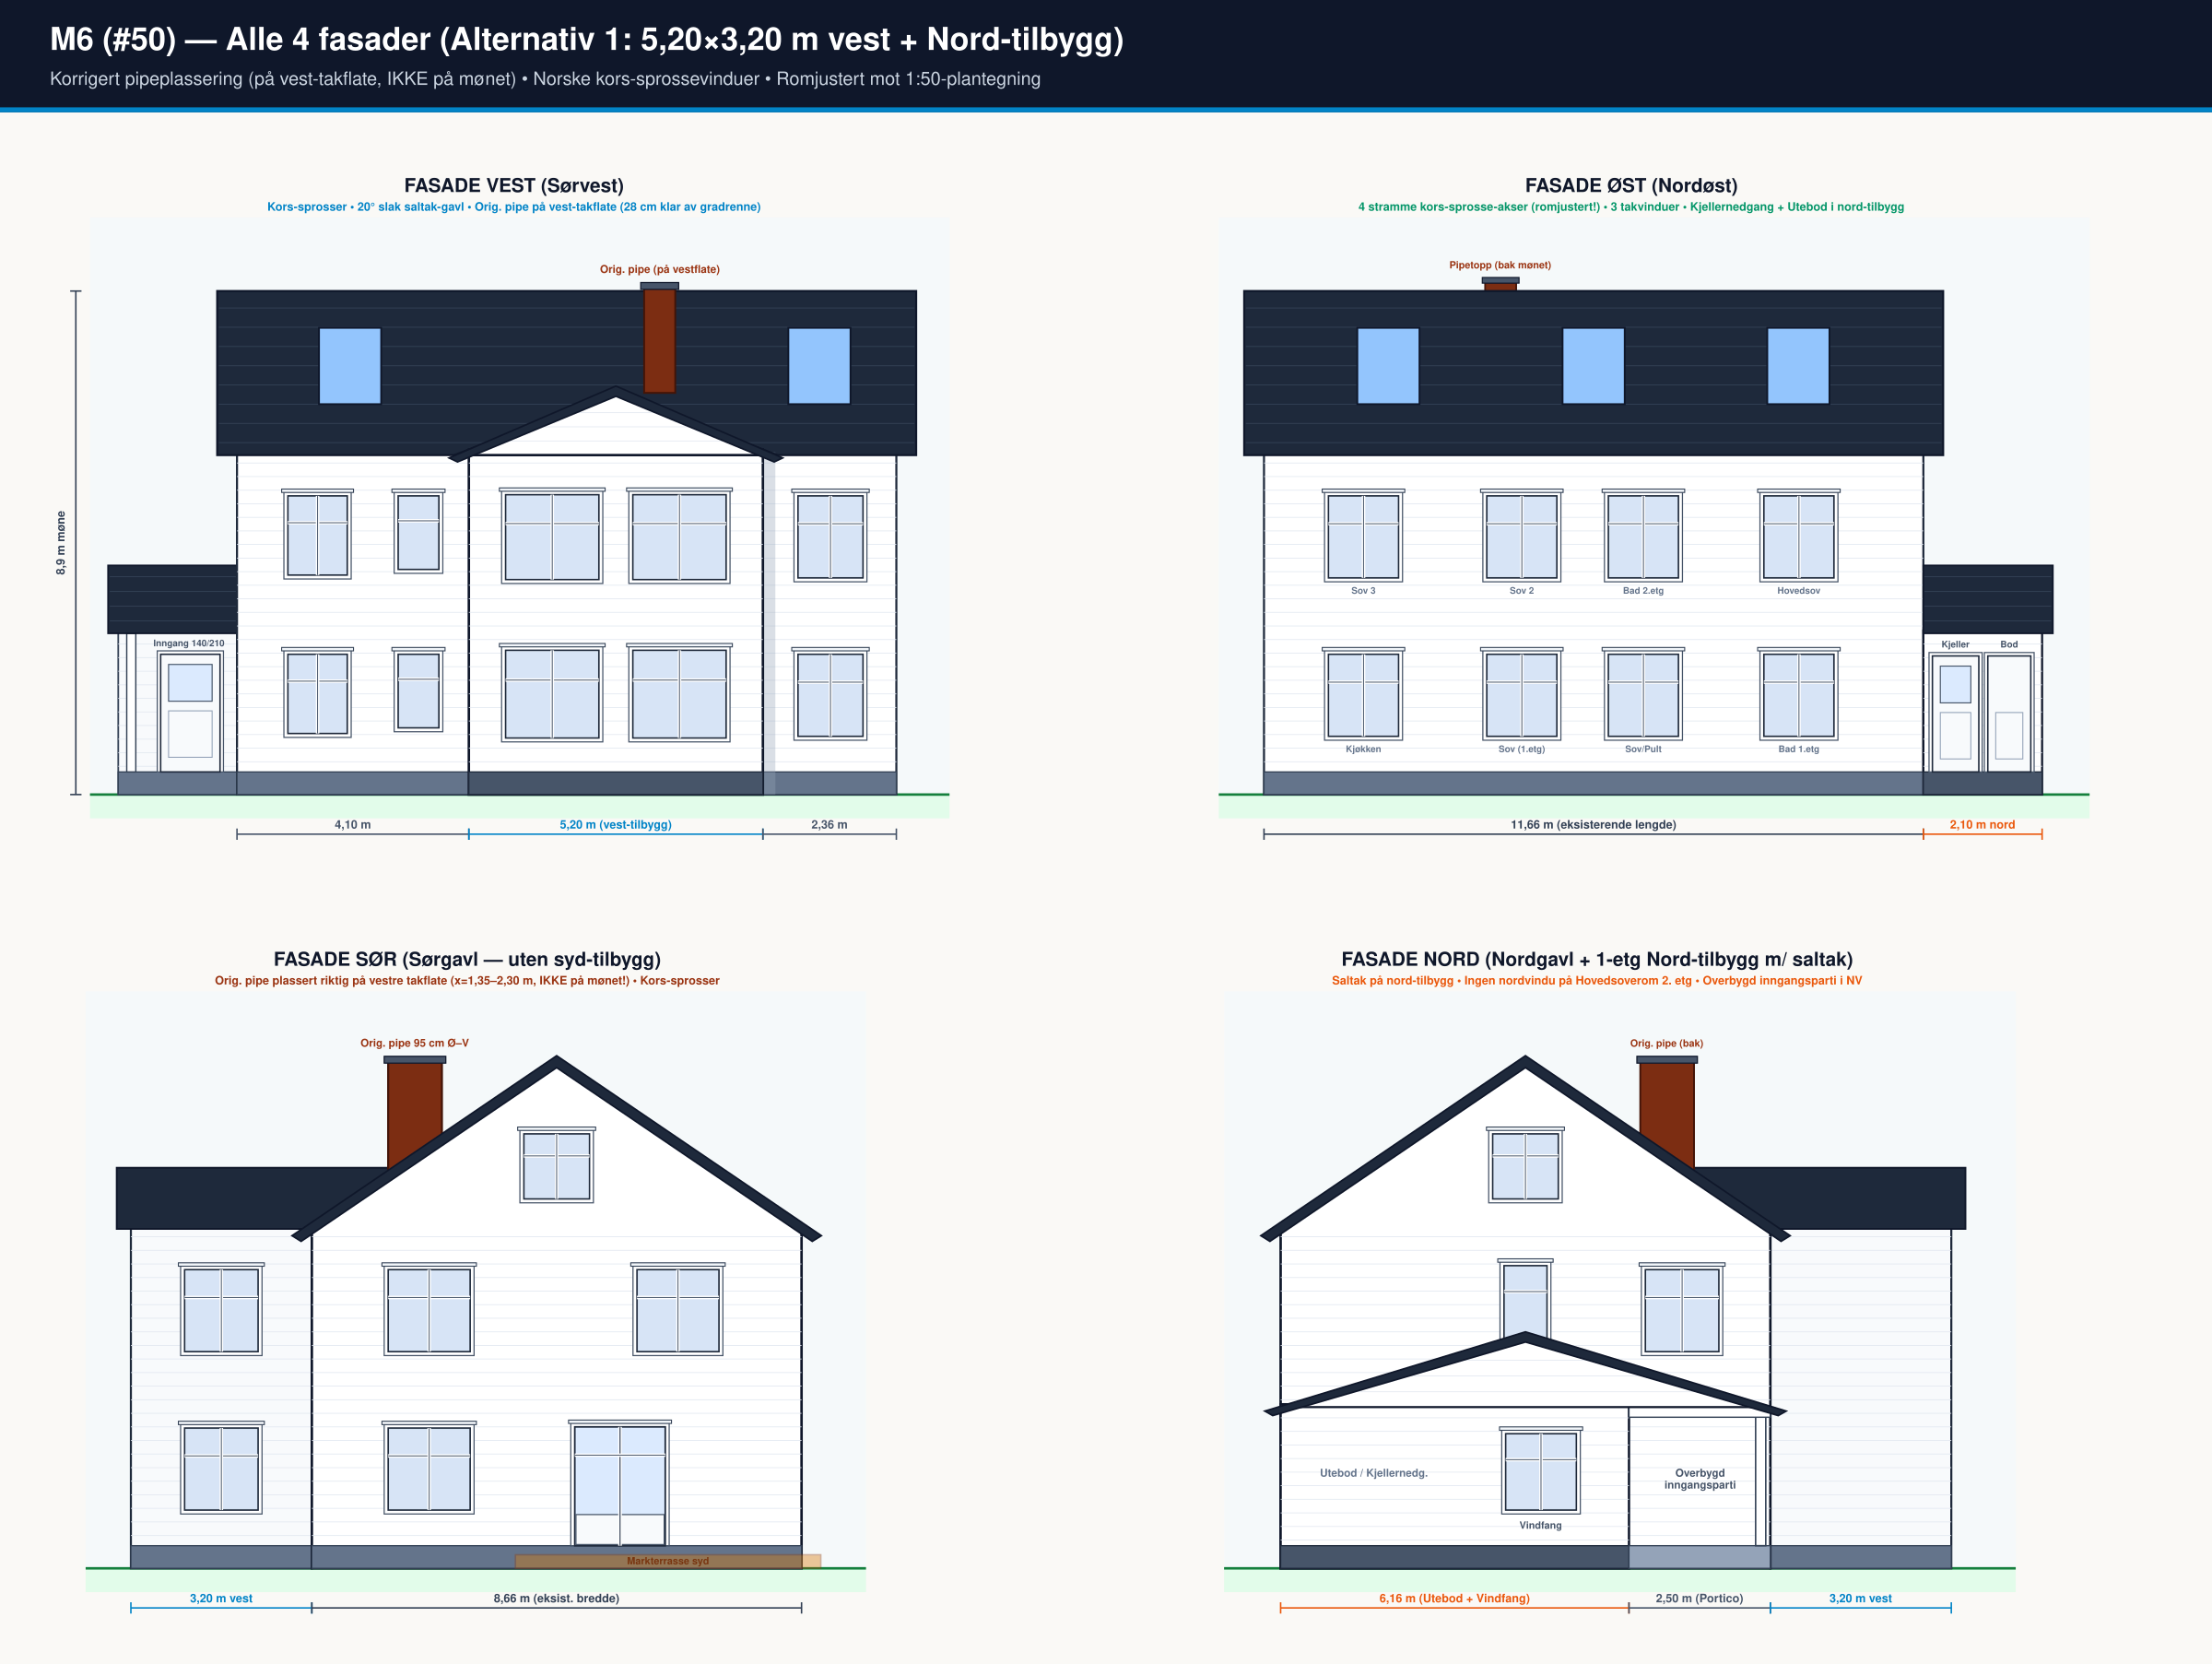 M6 (#50) — Alle 4 fasader (Alternativ 1: 5,20×3,20 m vest + Nord-tilbygg)
Korrigert pipeplassering (på vest-takflate, IKKE på mønet) • Norske kors-sprossevinduer • Romjustert mot 1:50-plantegning
FASADE VEST (Sørvest)
Kors-sprosser • 20° slak saltak-gavl • Orig. pipe på vest-takflate (28 cm klar av gradrenne)
Orig. pipe (på vestflate)
8,9 m møne
Inngang 140/210
4,10 m
5,20 m (vest-tilbygg)
2,36 m
FASADE ØST (Nordøst)
4 stramme kors-sprosse-akser (romjustert!) • 3 takvinduer • Kjellernedgang + Utebod i nord-tilbygg
Pipetopp (bak mønet)
Sov 3
Sov 2
Bad 2.etg
Hovedsov
Kjeller
Bod
Kjøkken
Sov (1.etg)
Sov/Pult
Bad 1.etg
11,66 m (eksisterende lengde)
2,10 m nord
FASADE SØR (Sørgavl — uten syd-tilbygg)
Orig. pipe plassert riktig på vestre takflate (x=1,35–2,30 m, IKKE på mønet!) • Kors-sprosser
Orig. pipe 95 cm Ø–V
Markterrasse syd
3,20 m vest
8,66 m (eksist. bredde)
FASADE NORD (Nordgavl + 1-etg Nord-tilbygg m/ saltak)
Saltak på nord-tilbygg • Ingen nordvindu på Hovedsoverom 2. etg • Overbygd inngangsparti i NV
Orig. pipe (bak)
Utebod / Kjellernedg.
Overbygd
inngangsparti
Vindfang
6,16 m (Utebod + Vindfang)
2,50 m (Portico)
3,20 m vest